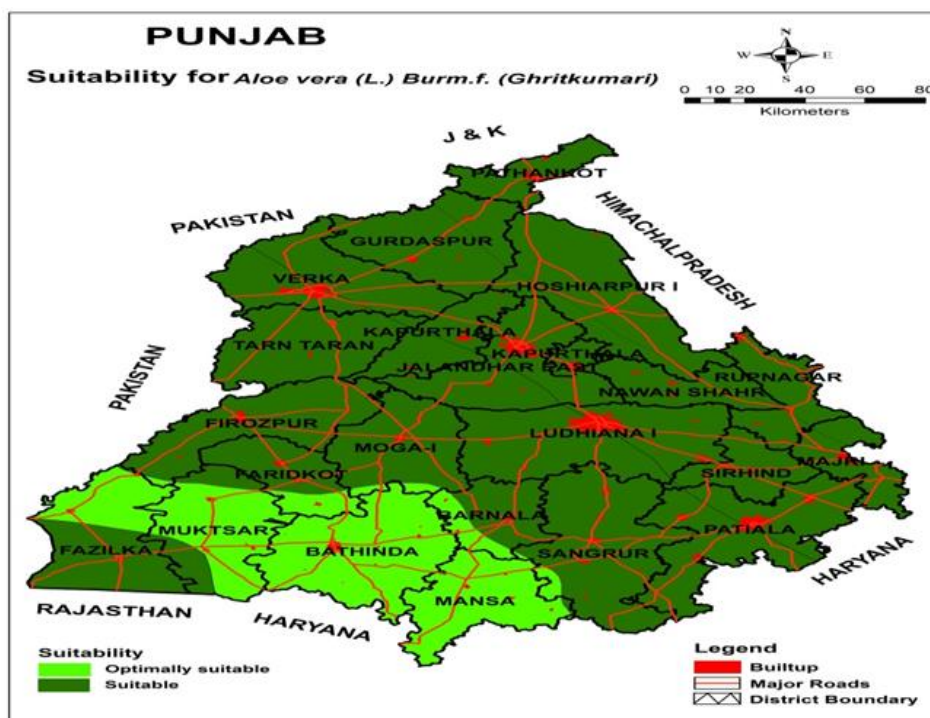 PUNJAB
Suitability for Aloe vera (L.) Burm.f. (Ghritkumari)
N
W E
S
0 10 20 40 60 80
Kilometers
J & K
PATHANKOT
PAKISTAN
HIMACHALPRADESH
GURDASPUR
VERKA
HOSHIARPUR I
KAPURTHALA
TARN TARAN
KAPURTHALA
JALANDHAR EAST
RUPNAGAR
NAWAN SHAHR
PAKISTAN
FIROZPUR
LUDHIANA I
MOGA-I
MAJRI
FARIDKOT
SIRHIND
BARNALA
MUKTSAR
PATIALA
FAZILKA
BATHINDA
SANGRUR
HARYANA
MANSA
RAJASTHAN
HARYANA
Suitability
Optimally suitable
Suitable
Legend
Builtup
Major Roads
District Boundary